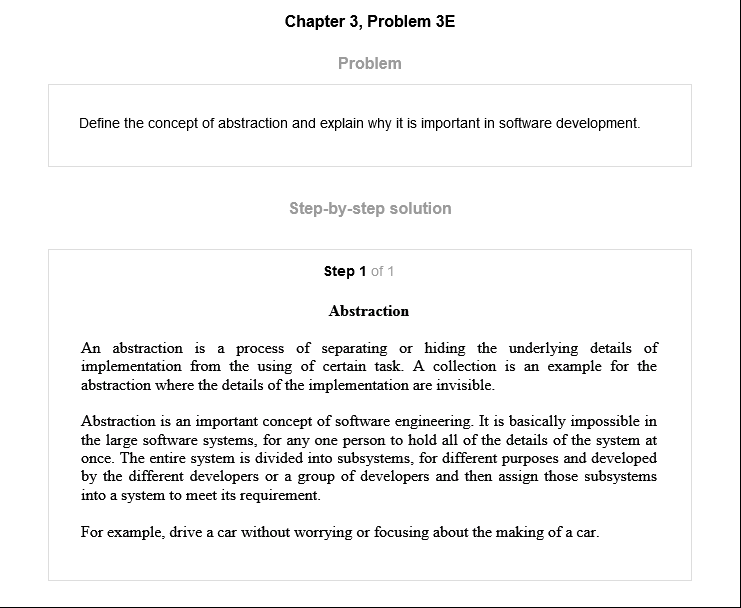 Chapter 3, Problem 3E
Problem
Define the concept of abstraction and explain why it is important in software development.
Step-by-step solution
Step 1 of 1
Abstraction
An abstraction is a process of separating or hiding the underlying details of
implementation from the using of certain task. A collection is an example for the
abstraction where the details of the implementation are invisible.
Abstraction is an important concept of software engineering. It is basically impossible in
the large software systems, for any one person to hold all of the details of the system at
once. The entire system is divided into subsystems, for different purposes and developed
by the different developers or a group of developers and then assign those subsystems
into a system to meet its requirement.
For example, drive a car without worrying or focusing about the making of a car.